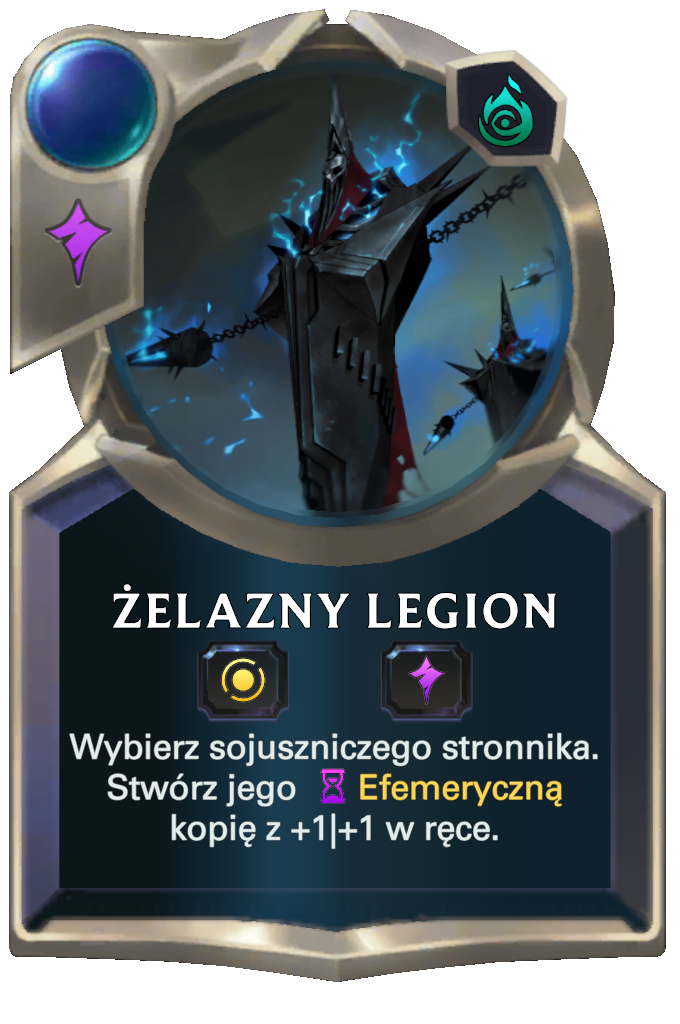 ŻELAZNY LEGION
Wybierz sojuszniczego stronnika.
Stwórz jego Efemeryczną
kopię z +1|+1 w ręce.